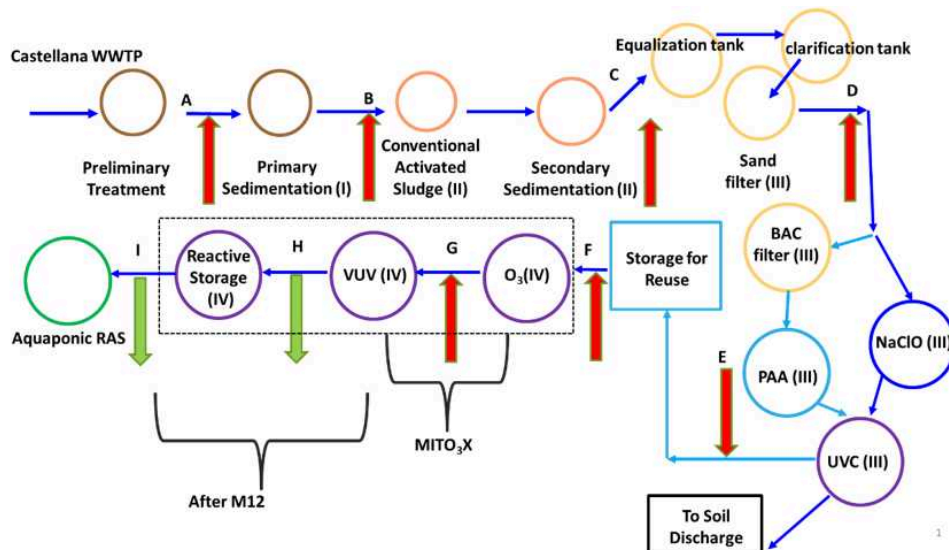 Castellana WWTP
A
B
C
Equalization tank
clarification tank
D
Preliminary
Treatment
Primary
Sedimentation (I)
Conventional
Activated
Sludge (II)
Secondary
Sedimentation (II)
Sand
filter (III)
I
Reactive
Storage
(IV)
H
VUV (IV)
G
O₃(IV)
F
Storage for
Reuse
BAC
filter (III)
Aquaponic RAS
E
PAA (III)
NaClO (III)
MITO₃X
After M12
UVC (III)
To Soil
Discharge
1